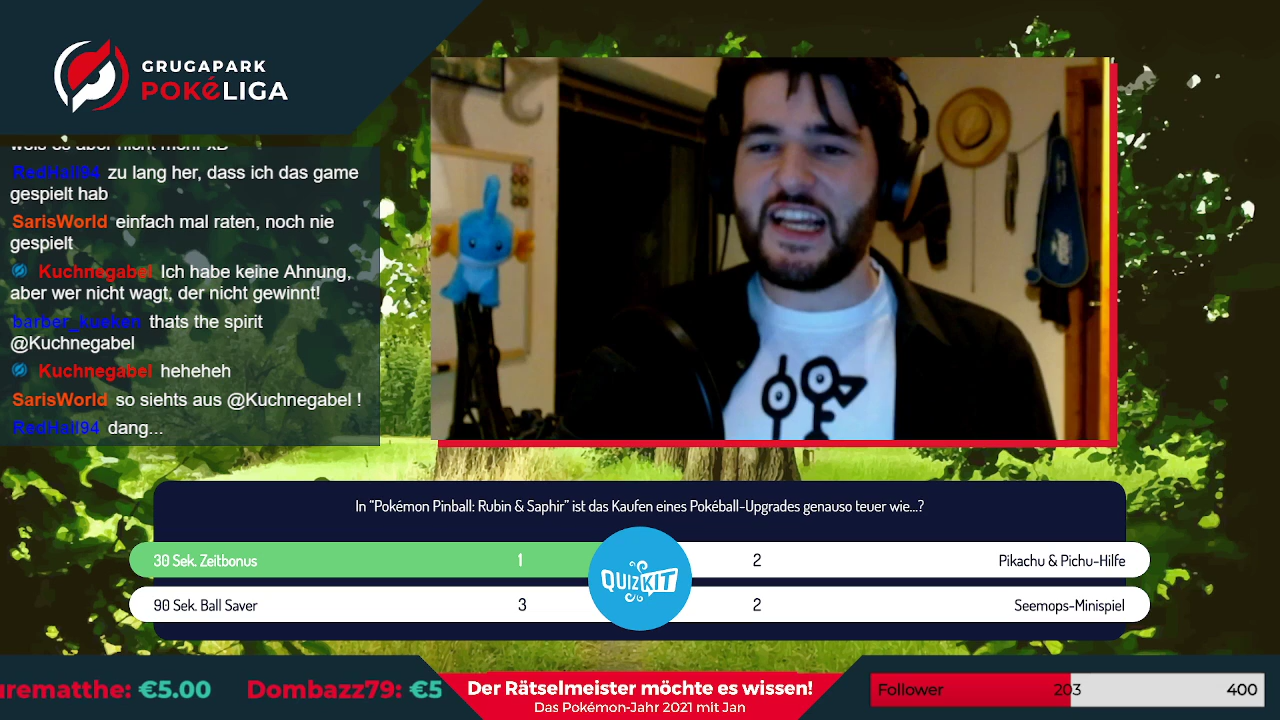 GRUGAPARK
POKéLIGA
RedHall94 zu lang her, dass ich das game
gespielt hab
SarisWorld einfach mal raten, noch nie
gespielt
Kuchnegabel Ich habe keine Ahnung,
aber wer nicht wagt, der nicht gewinnt!
barber_kueken thats the spirit
@Kuchnegabel
Kuchnegabel heheheh
SarisWorld so siehts aus @Kuchnegabel !
RedHall94 dang...
In "Pokémon Pinball: Rubin & Saphir" ist das Kaufen eines Pokéball-Upgrades genauso teuer wie...?
30 Sek. Zeitbonus 1
2 Pikachu & Pichu-Hilfe
QUIZKIT
90 Sek. Ball Saver 3
2 Seemops-Minispiel
urematthe: €5.00 Dombazz79: €5
Der Rätselmeister möchte es wissen!
Das Pokémon-Jahr 2021 mit Jan
Follower 203 400